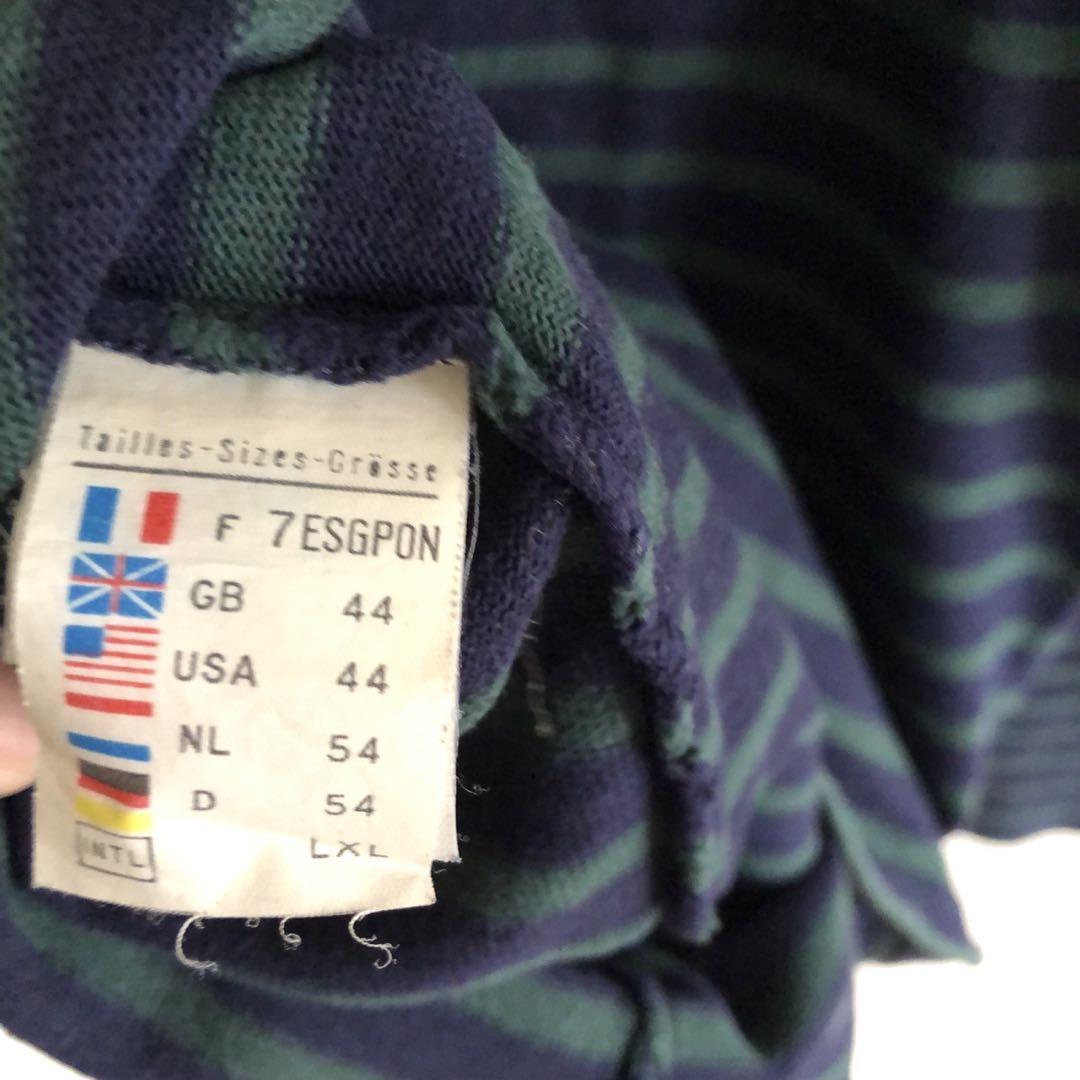 Tailles-Sizes-Grösse
F 7ESGPON
GB 44
USA 44
NL 54
D 54
INTL LXL